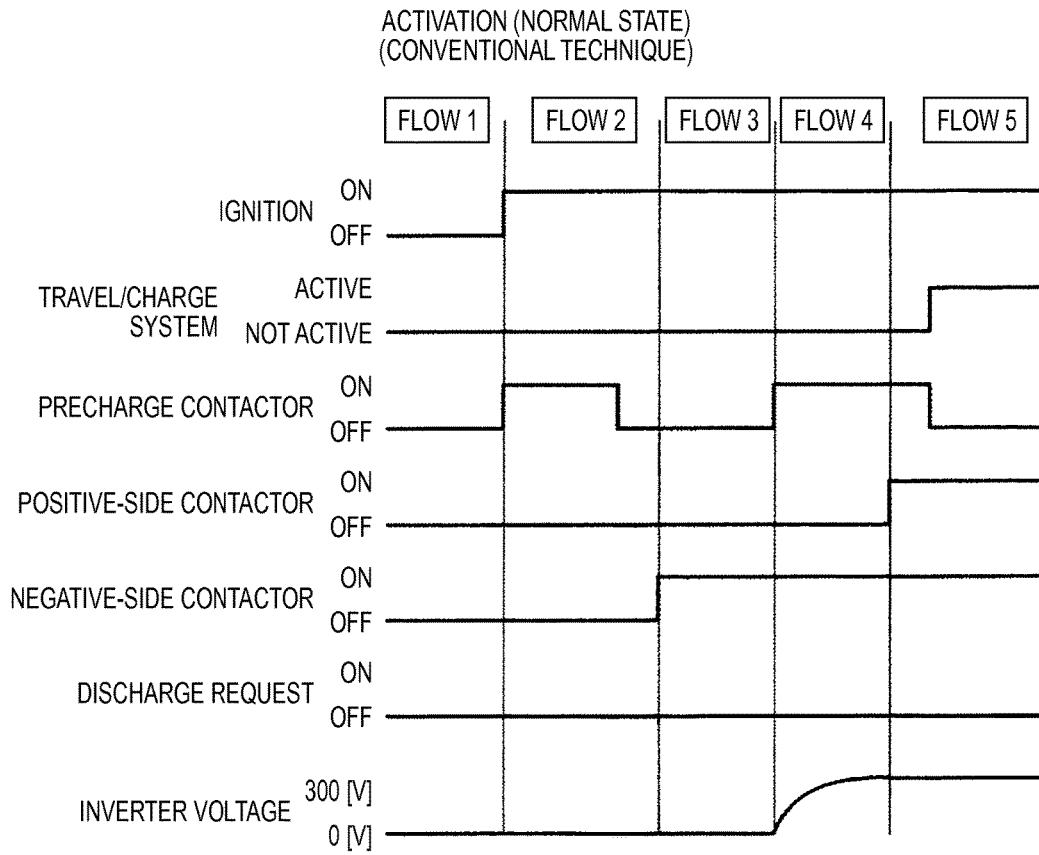 ACTIVATION (NORMAL STATE)
(CONVENTIONAL TECHNIQUE)
FLOW 1
FLOW 2
FLOW 3
FLOW 4
FLOW 5
IGNITION
ON
OFF
TRAVEL/CHARGE
SYSTEM
ACTIVE
NOT ACTIVE
PRECHARGE CONTACTOR
ON
OFF
POSITIVE-SIDE CONTACTOR
ON
OFF
NEGATIVE-SIDE CONTACTOR
ON
OFF
DISCHARGE REQUEST
ON
OFF
INVERTER VOLTAGE
300 [V]
0 [V]